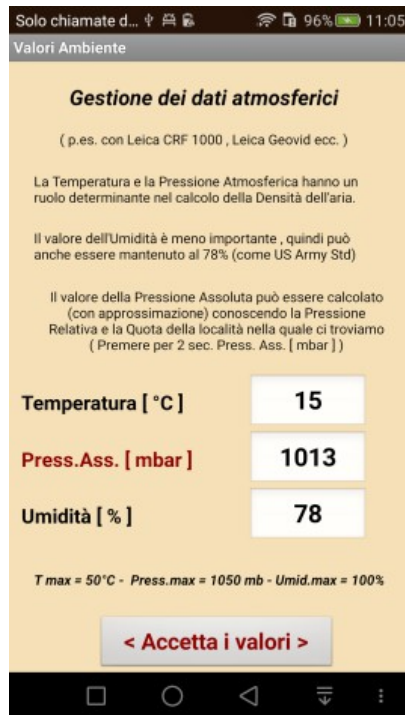 Solo chiamate d... 96% 11:05
Valori Ambiente
Gestione dei dati atmosferici
( p.es. con Leica CRF 1000 , Leica Geovid ecc. )
La Temperatura e la Pressione Atmosferica hanno un
ruolo determinante nel calcolo della Densità dell'aria.
Il valore dell'Umidità è meno importante , quindi può
anche essere mantenuto al 78% (come US Army Std)
Il valore della Pressione Assoluta può essere calcolato
(con approssimazione) conoscendo la Pressione
Relativa e la Quota della località nella quale ci troviamo
( Premere per 2 sec. Press. Ass. [ mbar ] )
Temperatura [ °C ] 15
Press.Ass. [ mbar ] 1013
Umidità [ % ] 78
T max = 50°C - Press.max = 1050 mb - Umid.max = 100%
< Accetta i valori >